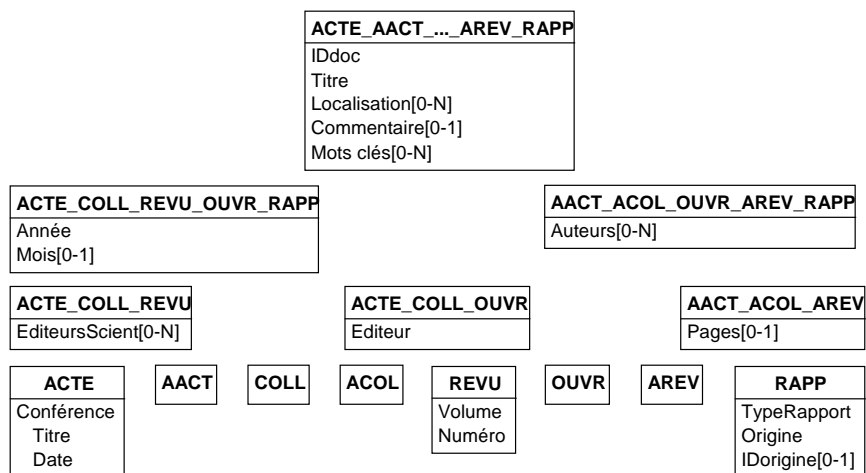 ACTE_AACT_..._AREV_RAPP
IDdoc
Titre
Localisation[0-N]
Commentaire[0-1]
Mots clés[0-N]
ACTE_COLL_REVU_OUVR_RAPP
Année
Mois[0-1]
AACT_ACOL_OUVR_AREV_RAPP
Auteurs[0-N]
ACTE_COLL_REVU
EditeursScient[0-N]
ACTE_COLL_OUVR
Editeur
AACT_ACOL_AREV
Pages[0-1]
ACTE
Conférence
Titre
Date
AACT
COLL
ACOL
REVU
Volume
Numéro
OUVR
AREV
RAPP
TypeRapport
Origine
IDorigine[0-1]